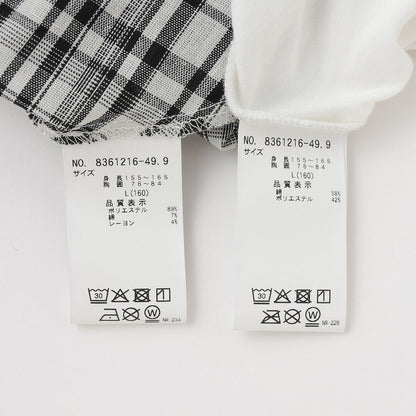 NO. 8361216-49.9
サイズ
身 長 155～165
胸 囲 76～84
L(160)
品質表示
ポリエステル 89%
綿 7%
レーヨン 4%
30
W
NR-234
NO. 8361216-49.9
サイズ
身 長 155～165
胸 囲 76～84
L(160)
品質表示
綿 58%
ポリエステル 42%
30
W
NR-228